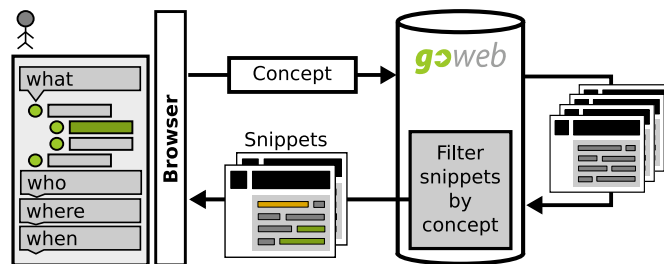 what
who
where
when
Browser
Concept
Snippets
goweb
Filter
snippets
by
concept